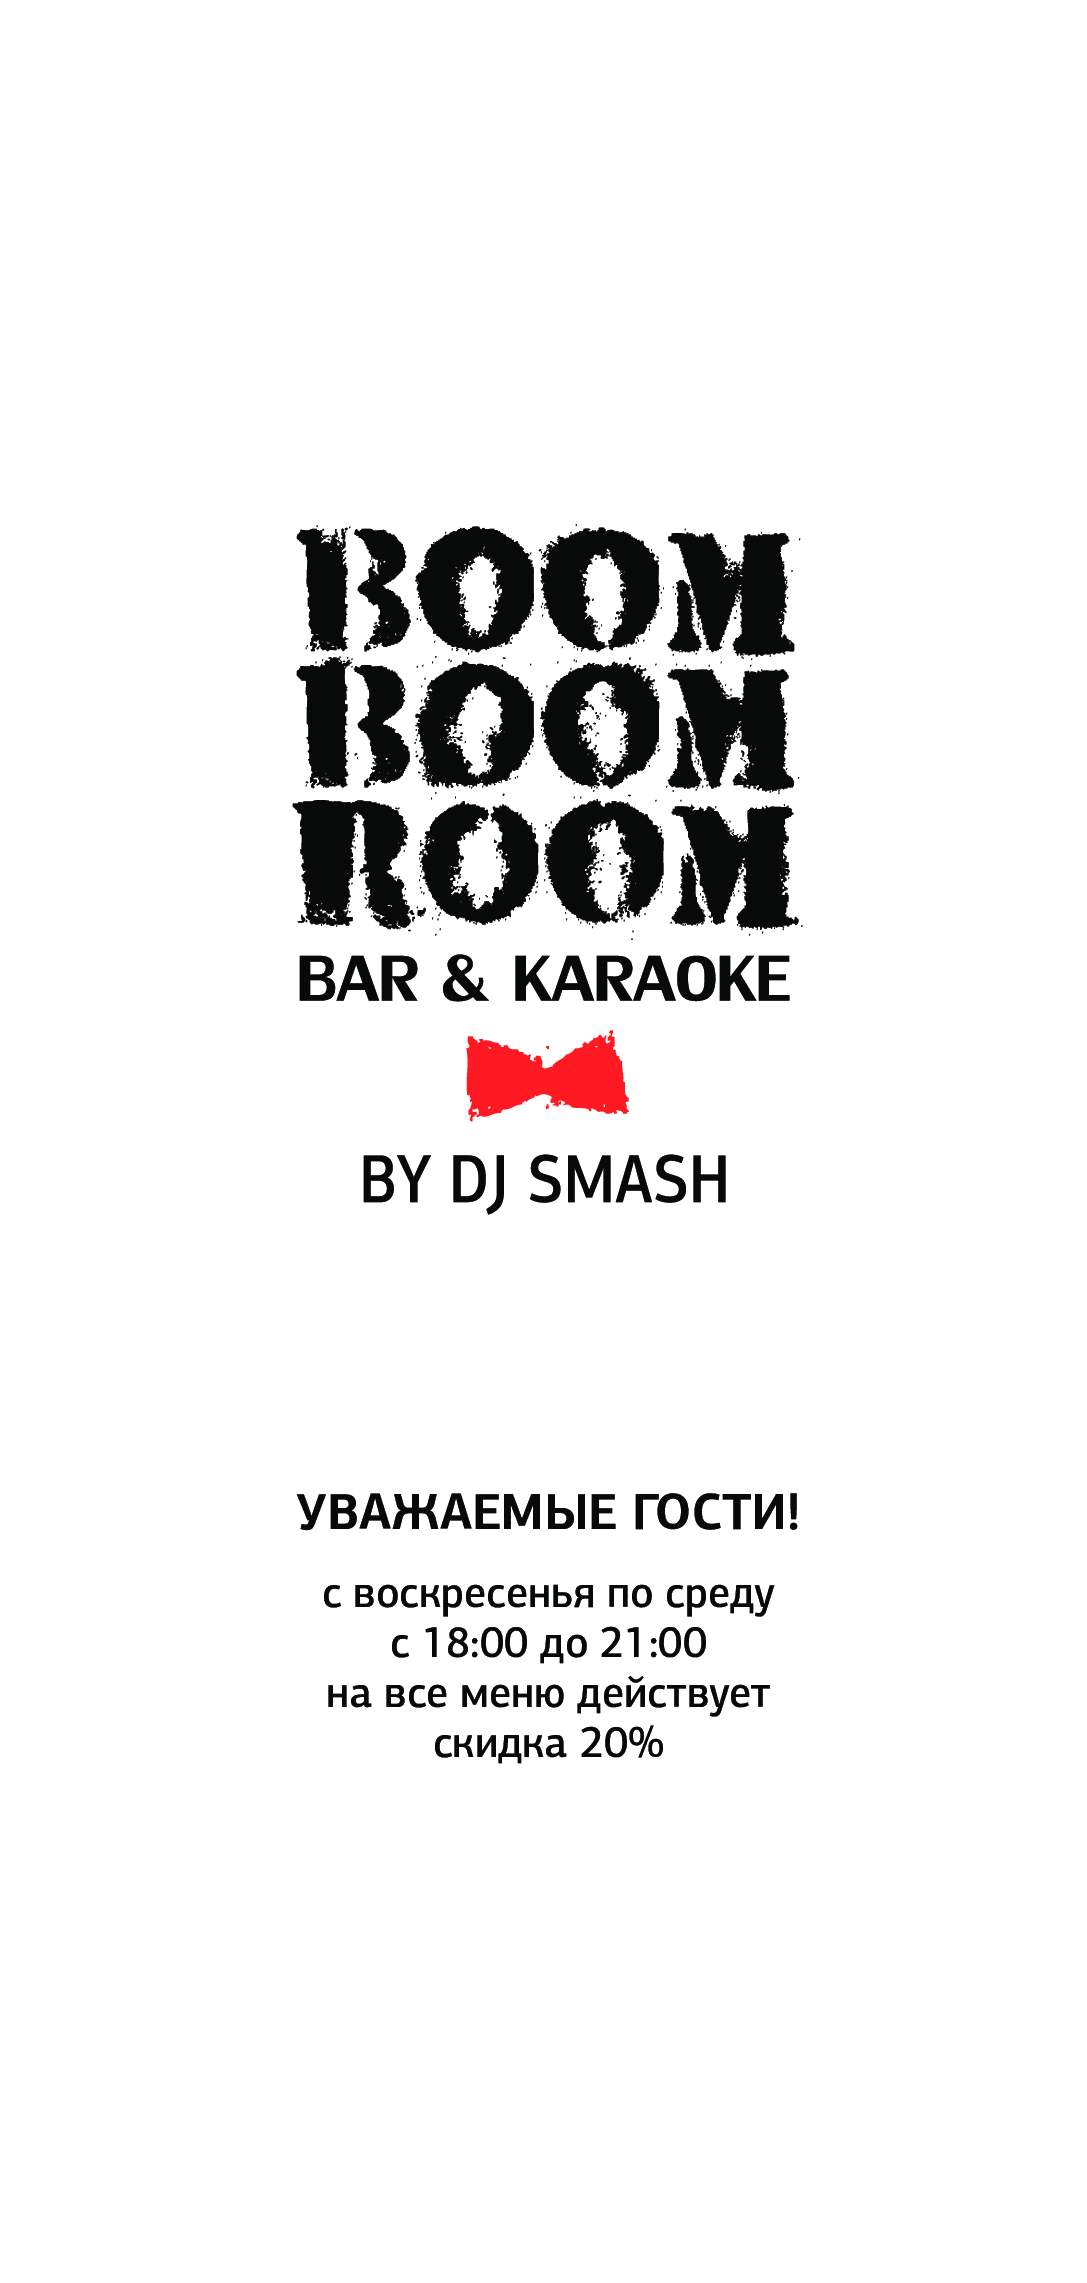 BOOM
BOOM
ROOM
BAR & KARAOKE
BY DJ SMASH
УВАЖАЕМЫЕ ГОСТИ!
с воскресенья по среду
с 18:00 до 21:00
на все меню действует
скидка 20%